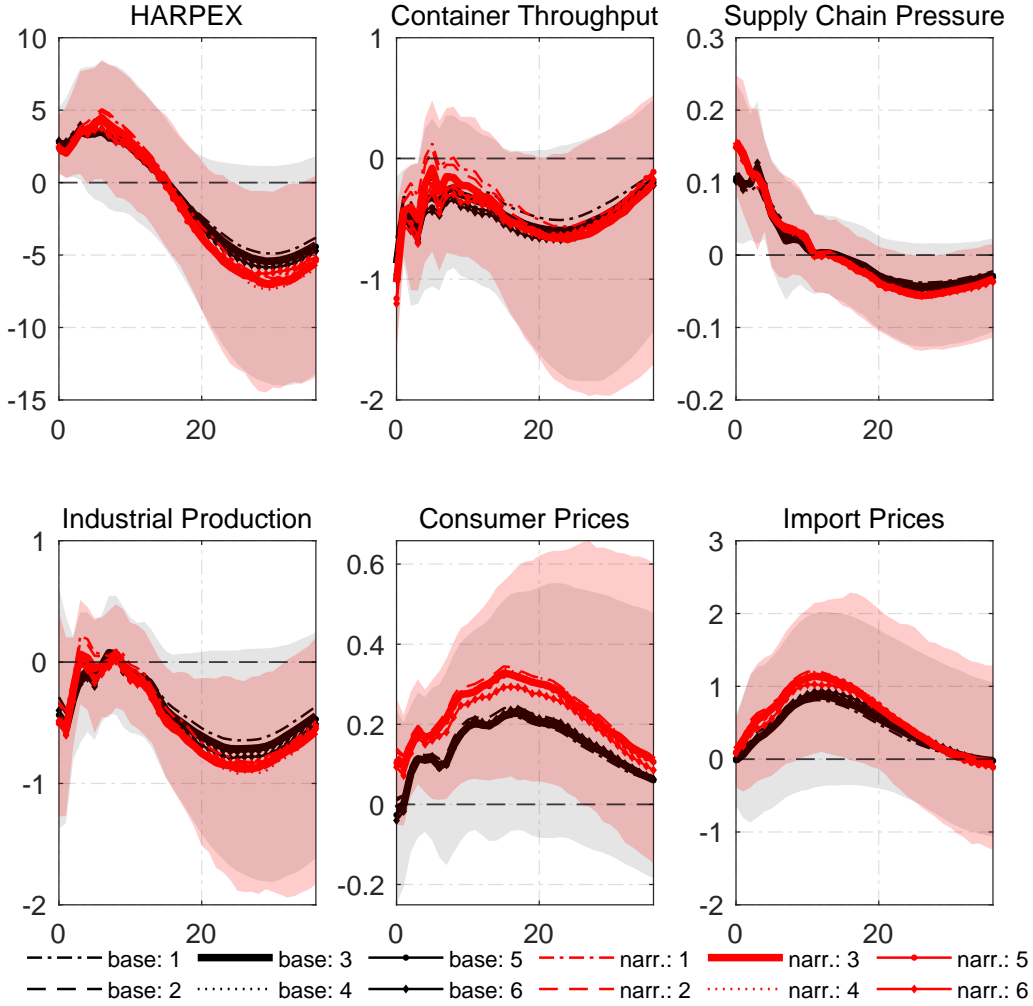 HARPEX Container Throughput Supply Chain Pressure
10 1 0.3
5 0.2
0 0 0.1
-5 -1 0
-10 -0.1
-15 -2 -0.2
0 20 0 20 0 20
Industrial Production Consumer Prices Import Prices
1 0.6 3
2
0 0.4 1
0.2
-1 0 0
-0.2 -1
-2 -2
0 20 0 20 0 20
base: 1 base: 3 base: 5 narr.: 1 narr.: 3 narr.: 5
base: 2 base: 4 base: 6 narr.: 2 narr.: 4 narr.: 6